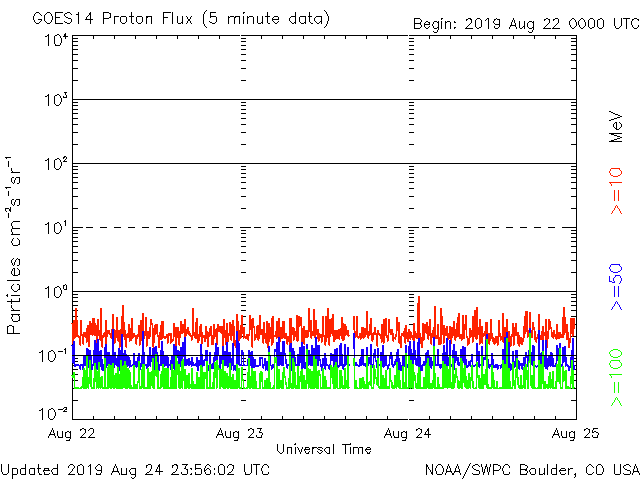 GOES14 Proton Flux (5 minute data)
Begin: 2019 Aug 22 0000 UTC
10⁴
10³
10²
10¹
10⁰
10⁻¹
10⁻²
Particles cm⁻²s⁻¹sr⁻¹
MeV
>=10
>=50
>=100
Aug 22
Aug 23
Aug 24
Aug 25
Universal Time
Updated 2019 Aug 24 23:56:02 UTC
NOAA/SWPC Boulder, CO USA